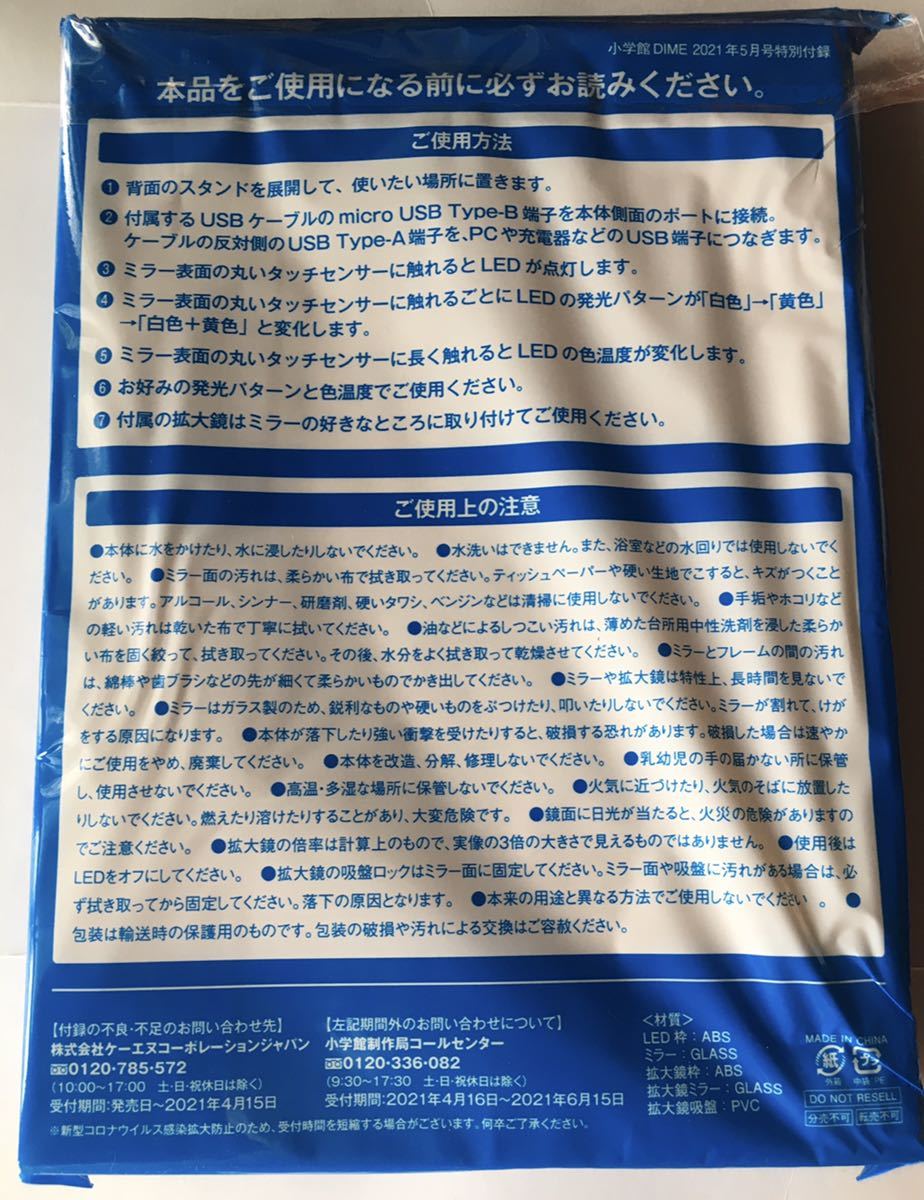 小学館DIME 2021年5月号特別付録
本品をご使用になる前に必ずお読みください。
ご使用方法
❶ 背面のスタンドを展開して、使いたい場所に置きます。
❷ 付属するUSBケーブルのmicro USB Type-B端子を本体側面のポートに接続。
ケーブルの反対側のUSB Type-A端子を、PCや充電器などのUSB端子につなぎます。
❸ ミラー表面の丸いタッチセンサーに触れるとLEDが点灯します。
❹ ミラー表面の丸いタッチセンサーに触れるごとにLEDの発光パターンが「白色」→「黄色」
→「白色+黄色」と変化します。
❺ ミラー表面の丸いタッチセンサーに長く触れるとLEDの色温度が変化します。
❻ お好みの発光パターンと色温度でご使用ください。
❼ 付属の拡大鏡はミラーの好きなところに取り付けてご使用ください。
ご使用上の注意
●本体に水をかけたり、水に浸したりしないでください。 ●水洗いはできません。また、浴室などの水回りでは使用しないでく
ださい。 ●ミラー面の汚れは、柔らかい布で拭き取ってください。ティッシュペーパーや硬い生地でこすると、キズがつくこと
があります。アルコール、シンナー、研磨剤、硬いタワシ、ベンジンなどは清掃に使用しないでください。 ●手垢やホコリなど
の軽い汚れは乾いた布で丁寧に拭いてください。 ●油などによるしつこい汚れは、薄めた台所用中性洗剤を浸した柔らか
い布を固く絞って、拭き取ってください。その後、水分をよく拭き取って乾燥させてください。 ●ミラーとフレームの間の汚れ
は、綿棒や歯ブラシなどの先が細くて柔らかいものでかき出してください。 ●ミラーや拡大鏡は特性上、長時間を見ないで
ください。 ●ミラーはガラス製のため、鋭利なものや硬いものをぶつけたり、叩いたりしないでください。ミラーが割れて、けが
をする原因になります。 ●本体が落下したり強い衝撃を受けたりすると、破損する恐れがあります。破損した場合は速やか
にご使用をやめ、廃棄してください。 ●本体を改造、分解、修理しないでください。 ●乳幼児の手の届かない所に保管
し、使用させないでください。 ●高温・多湿な場所に保管しないでください。 ●火気に近づけたり、火気のそばに放置した
りしないでください。燃えたり溶けたりすることがあり、大変危険です。 ●鏡面に日光が当たると、火災の危険がありますの
でご注意ください。 ●拡大鏡の倍率は計算上のもので、実像の3倍の大きさで見えるものではありません。 ●使用後は
LEDをオフにしてください。 ●拡大鏡の吸盤ロックはミラー面に固定してください。ミラー面や吸盤に汚れがある場合は、必
ず拭き取ってから固定してください。落下の原因となります。 ●本来の用途と異なる方法でご使用しないでください。 ●
包装は輸送時の保護用のものです。包装の破損や汚れによる交換はご容赦ください。
【付録の不良・不足のお問い合わせ先】
株式会社ケーエヌコーポレーションジャパン
0120-785-572
(10:00〜17:00 土・日・祝休日は除く)
受付期間:発売日〜2021年4月15日
【左記期間外のお問い合わせについて】
小学館制作局コールセンター
0120-336-082
(9:30〜17:30 土・日・祝休日は除く)
受付期間:2021年4月16日〜2021年6月15日
※新型コロナウイルス感染拡大防止のため、受付時間を短縮する場合がございます。何卒ご了承ください。
<材質>
LED枠:ABS
ミラー:GLASS
拡大鏡枠:ABS
拡大鏡ミラー:GLASS
拡大鏡吸盤:PVC
MADE IN CHINA
紙 プラ
外箱 中袋 PE
DO NOT RESELL
分売不可 転売不可